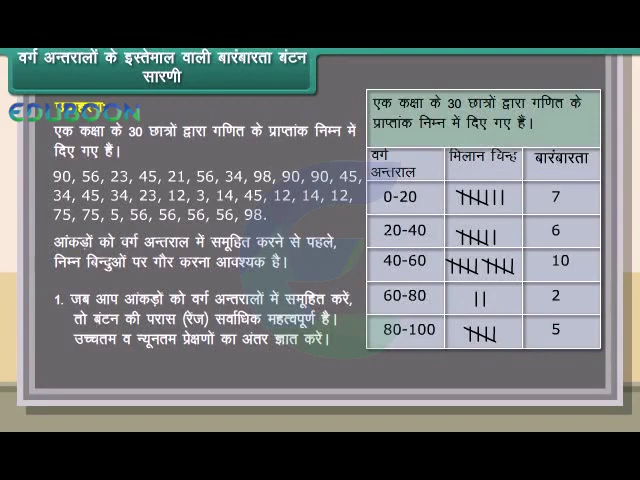 वर्ग अन्तरालों के इस्तेमाल वाली बारंबारता बंटन
सारणी
EDUBOON
एक कक्षा के 30 छात्रों द्वारा गणित के प्राप्तांक निम्न में
दिए गए हैं।
90, 56, 23, 45, 21, 56, 34, 98, 90, 90, 45,
34, 45, 34, 23, 12, 3, 14, 45, 12, 14, 12,
75, 75, 5, 56, 56, 56, 56, 98.
आंकड़ों को वर्ग अन्तराल में समूहित करने से पहले,
निम्न बिन्दुओं पर गौर करना आवश्यक है।
1. जब आप आंकड़ों को वर्ग अन्तरालों में समूहित करें,
तो बंटन की परास (रेंज) सर्वाधिक महत्वपूर्ण है।
उच्चतम व न्यूनतम प्रेक्षणों का अंतर ज्ञात करें।
एक कक्षा के 30 छात्रों द्वारा गणित के
प्राप्तांक निम्न में दिए गए हैं।
वर्ग अन्तराल मिलान चिन्ह बारंबारता
0-20 7
20-40 6
40-60 10
60-80 2
80-100 5